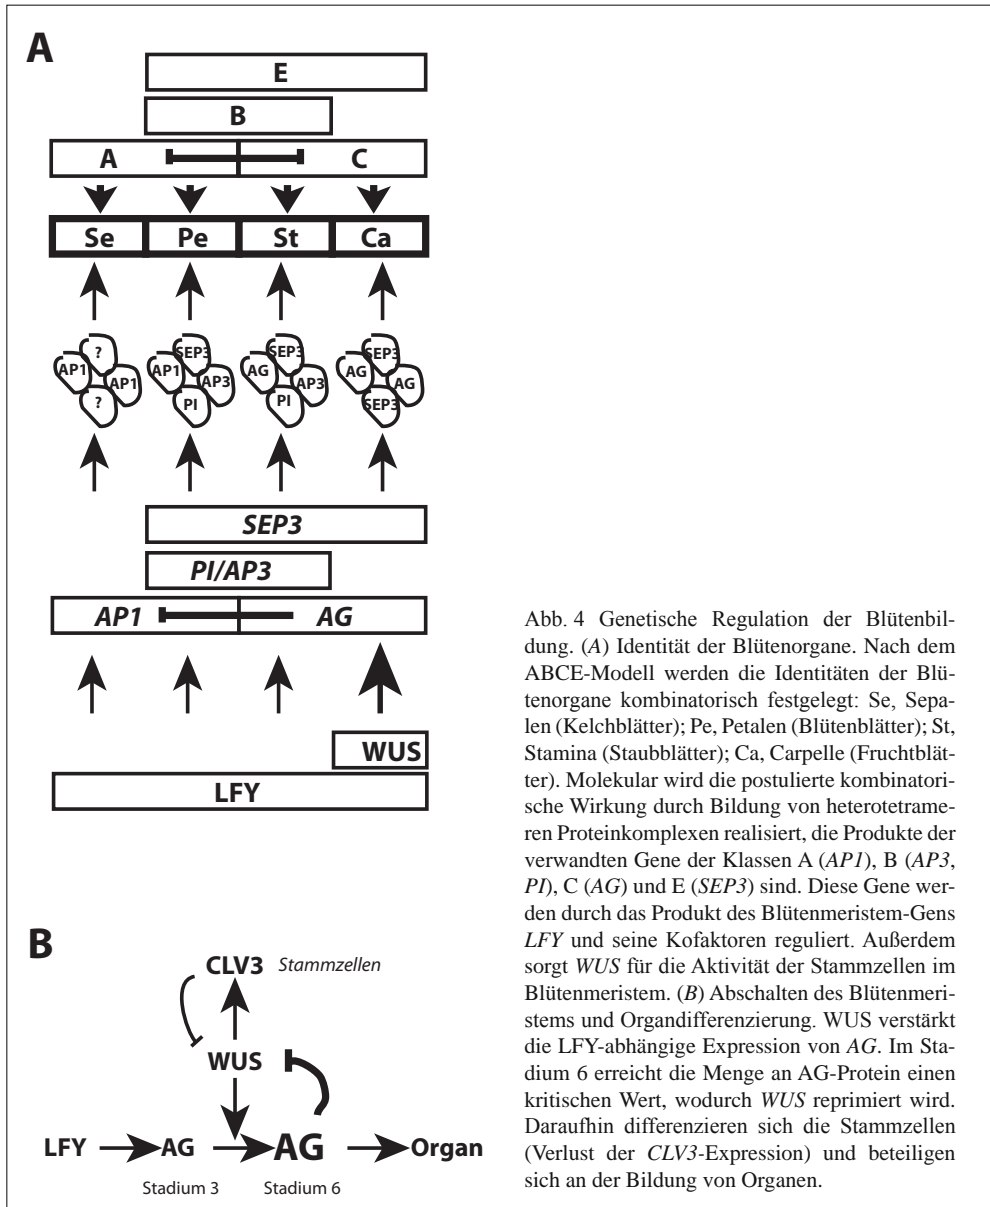 A
E
B
A C
Se Pe St Ca
? SEP3 SEP3 SEP3
AP1 AP1 AP1 AP3 AG AP3 AG AG
? PI PI SEP3
SEP3
PI/AP3
AP1 AG
WUS
LFY
B
CLV3 Stammzellen
WUS
LFY AG AG Organ
Stadium 3 Stadium 6
Abb. 4 Genetische Regulation der Blütenbil-
dung. (A) Identität der Blütenorgane. Nach dem
ABCE-Modell werden die Identitäten der Blü-
tenorgane kombinatorisch festgelegt: Se, Sepa-
len (Kelchblätter); Pe, Petalen (Blütenblätter); St,
Stamina (Staubblätter); Ca, Carpelle (Fruchtblät-
ter). Molekular wird die postulierte kombinatori-
sche Wirkung durch Bildung von heterotetrame-
ren Proteinkomplexen realisiert, die Produkte der
verwandten Gene der Klassen A (AP1), B (AP3,
PI), C (AG) und E (SEP3) sind. Diese Gene wer-
den durch das Produkt des Blütenmeristem-Gens
LFY und seine Kofaktoren reguliert. Außerdem
sorgt WUS für die Aktivität der Stammzellen im
Blütenmeristem. (B) Abschalten des Blütenmeri-
stems und Organdifferenzierung. WUS verstärkt
die LFY-abhängige Expression von AG. Im Sta-
dium 6 erreicht die Menge an AG-Protein einen
kritischen Wert, wodurch WUS reprimiert wird.
Daraufhin differenzieren sich die Stammzellen
(Verlust der CLV3-Expression) und beteiligen
sich an der Bildung von Organen.